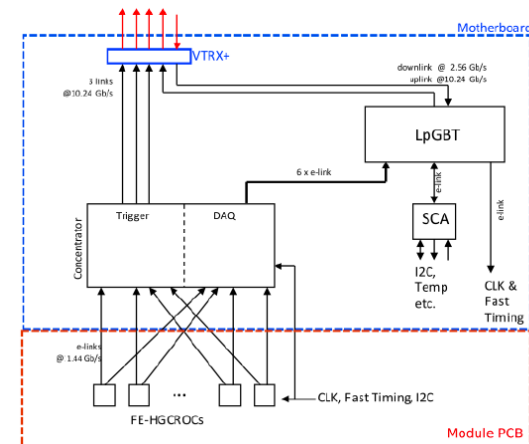 Motherboard
VTRX+
3 links
@10.24 Gb/s
downlink @ 2.56 Gb/s
uplink @10.24 Gb/s
LpGBT
6 x e-link
e-link
e-link
Trigger
DAQ
Concentrator
SCA
I2C,
Temp
etc.
CLK &
Fast
Timing
e-links
@ 1.44 Gb/s
...
CLK, Fast Timing, I2C
FE-HGCROCs
Module PCB